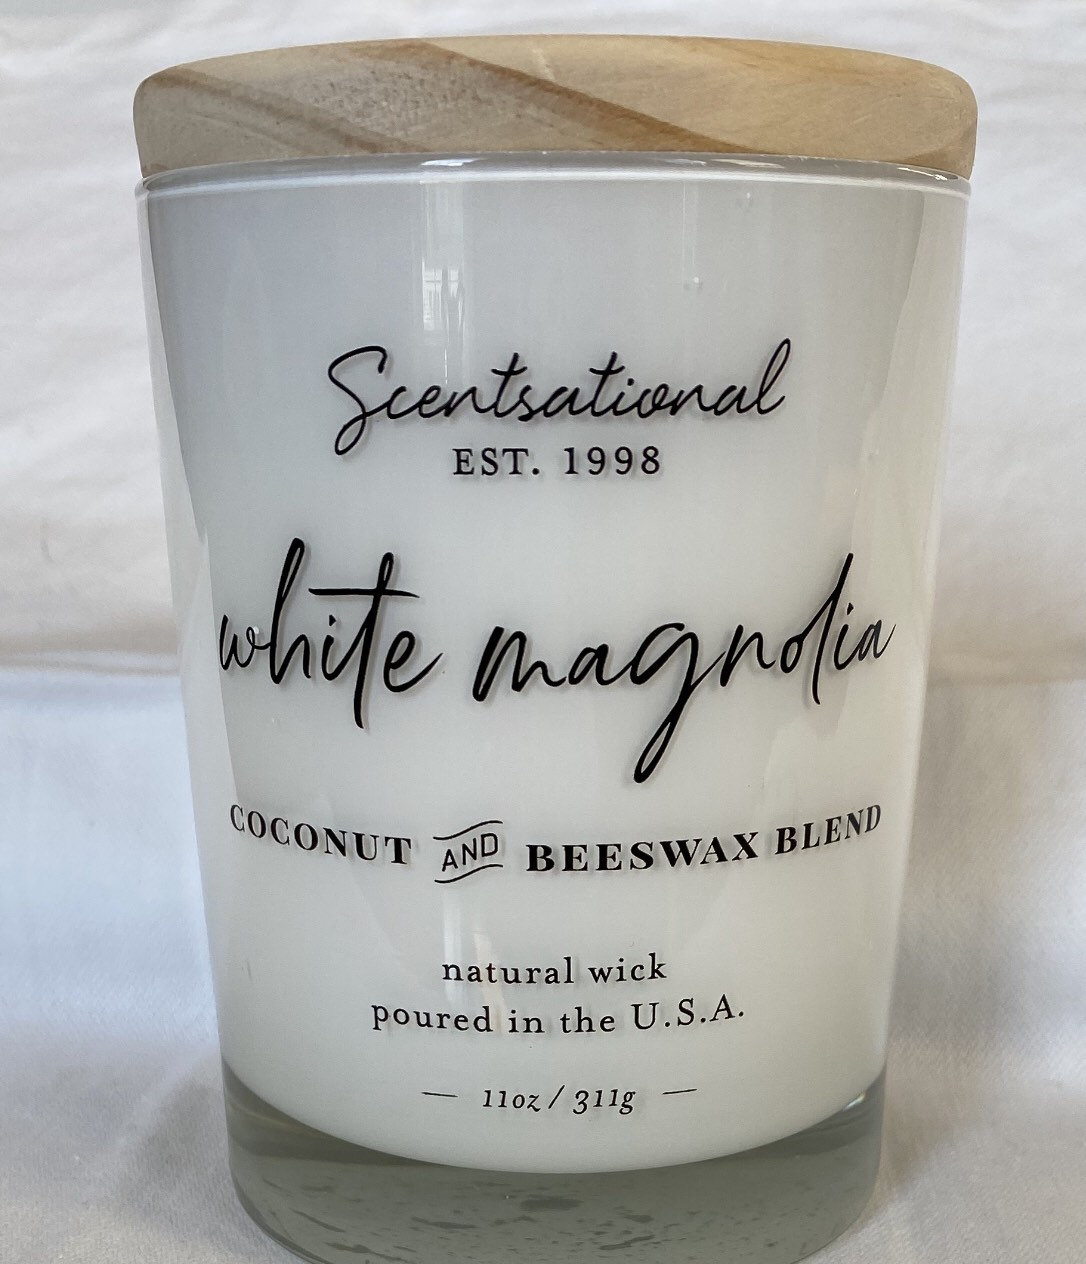 Scentsational
EST. 1998
white magnolia
COCONUT AND BEESWAX BLEND
natural wick
poured in the U.S.A.
— 11oz / 311g —